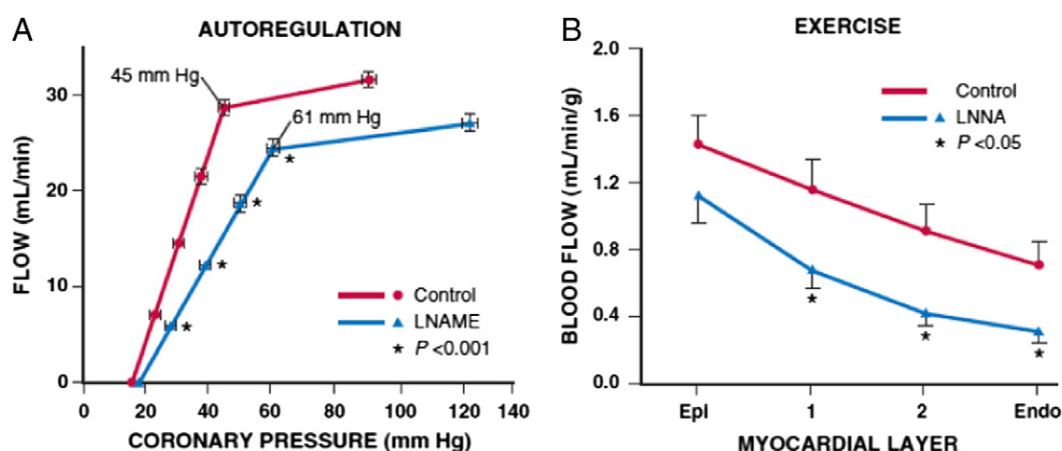 A
AUTOREGULATION
45 mm Hg
61 mm Hg
FLOW (mL/min)
30
20
10
0
Control
LNAME
* P <0.001
0 20 40 60 80 100 120 140
CORONARY PRESSURE (mm Hg)
B
EXERCISE
BLOOD FLOW (mL/min/g)
2.0
1.6
1.2
0.8
0.4
0.0
Control
LNNA
* P <0.05
Epl 1 2 Endo
MYOCARDIAL LAYER